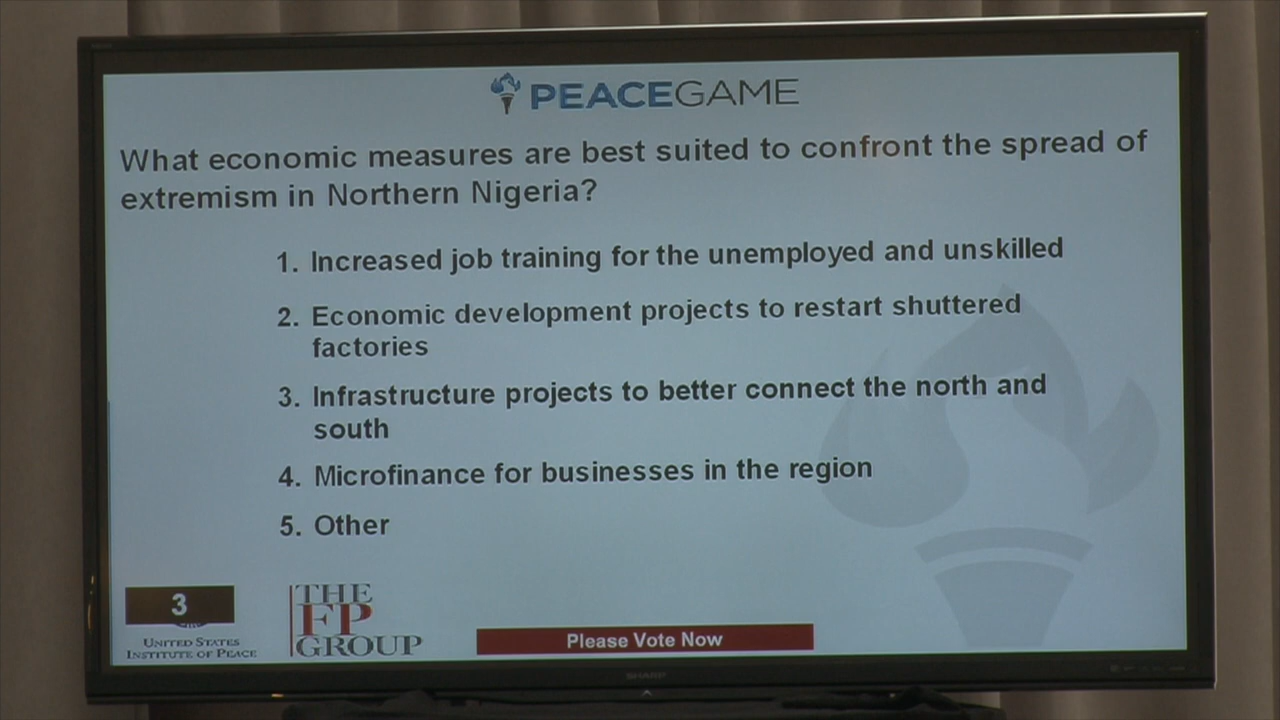 PEACEGAME
What economic measures are best suited to confront the spread of
extremism in Northern Nigeria?
1. Increased job training for the unemployed and unskilled
2. Economic development projects to restart shuttered
factories
3. Infrastructure projects to better connect the north and
south
4. Microfinance for businesses in the region
5. Other
3
UNITED STATES
INSTITUTE OF PEACE
THE
FP
GROUP
Please Vote Now
SHARP